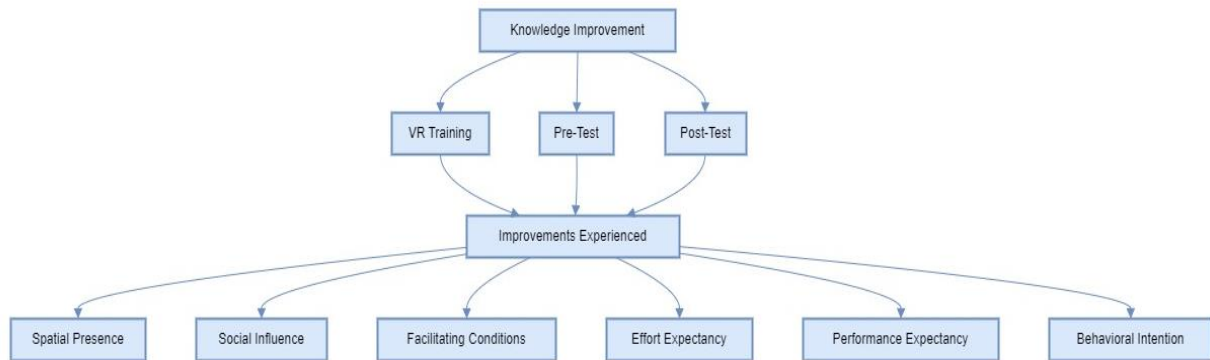 Knowledge Improvement
VR Training
Pre-Test
Post-Test
Improvements Experienced
Spatial Presence
Social Influence
Facilitating Conditions
Effort Expectancy
Performance Expectancy
Behavioral Intention